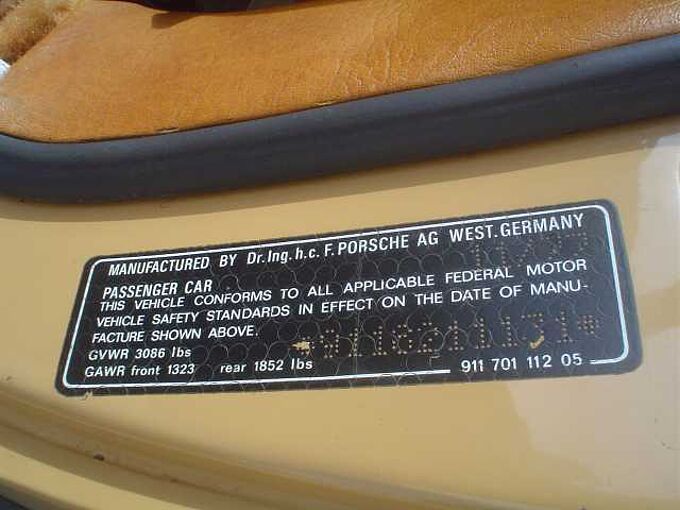 MANUFACTURED BY Dr.Ing.h.c. F. PORSCHE AG WEST.GERMANY
PASSENGER CAR
THIS VEHICLE CONFORMS TO ALL APPLICABLE FEDERAL MOTOR
VEHICLE SAFETY STANDARDS IN EFFECT ON THE DATE OF MANU-
FACTURE SHOWN ABOVE.
GVWR 3086 lbs
GAWR front 1323 rear 1852 lbs
911 701 112 05